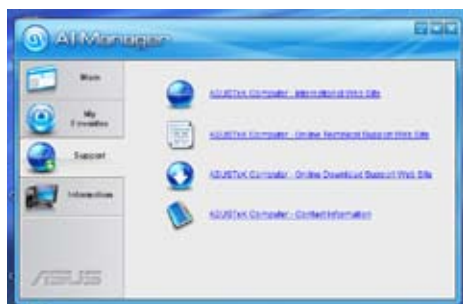 AI Manager
Main
My
Favorites
Support
Information
ASUSTeK Computer - International Web Site
ASUSTeK Computer - Online Technical Support Web Site
ASUSTeK Computer - Online Download Support Web Site
ASUSTeK Computer - Contact Information
ASUS